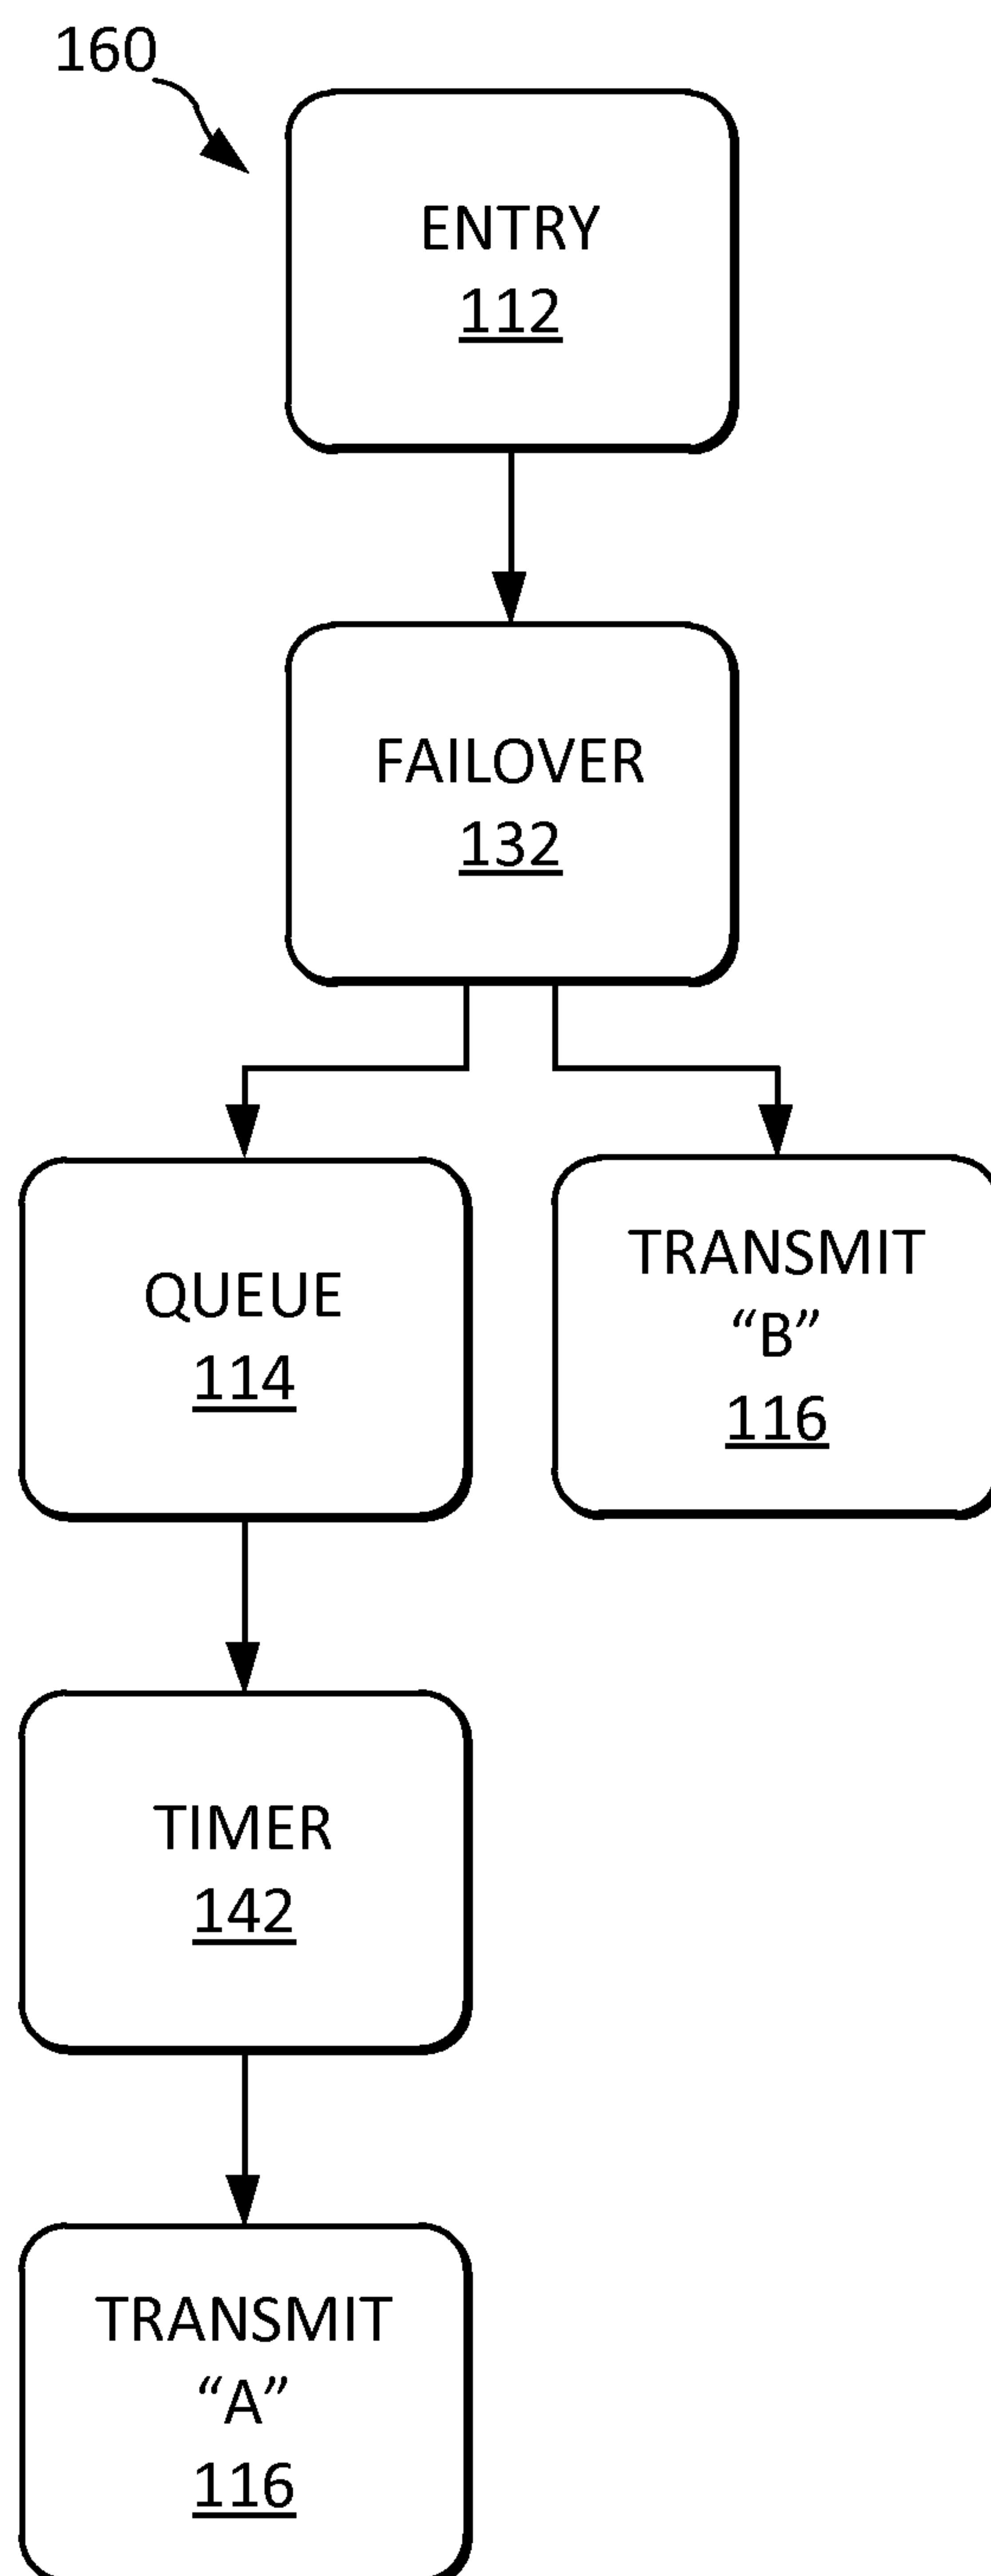 160
ENTRY
112
FAILOVER
132
QUEUE
114
TRANSMIT
“B”
116
TIMER
142
TRANSMIT
“A”
116